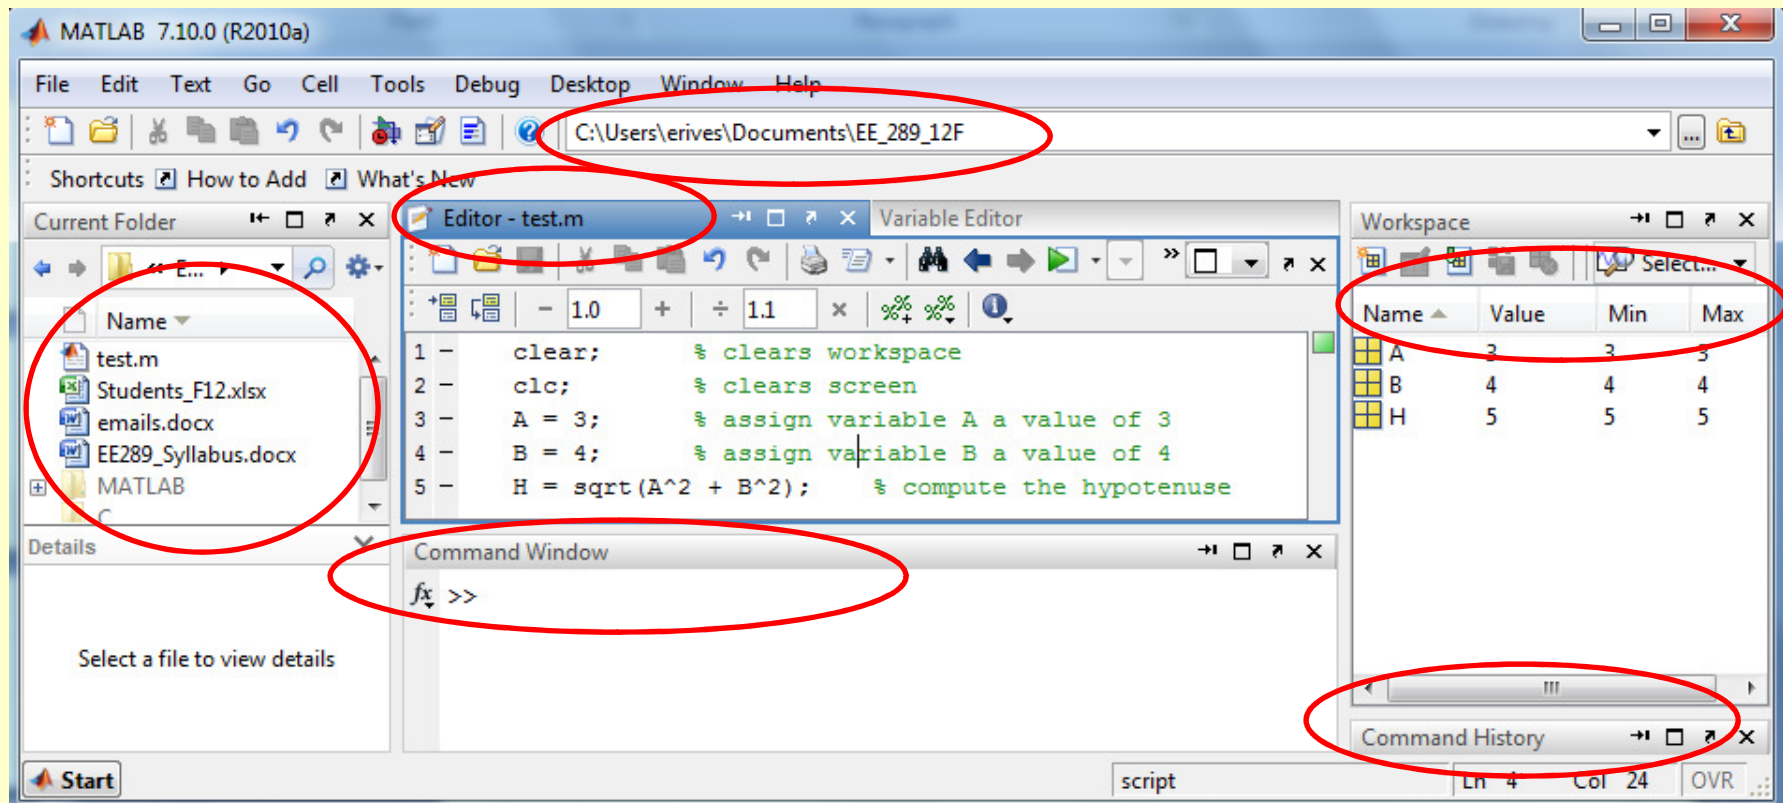 MATLAB 7.10.0 (R2010a)
File Edit Text Go Cell Tools Debug Desktop Window Help
C:\Users\erives\Documents\EE_289_12F
Shortcuts How to Add What's New
Current Folder
E...
Name
test.m
Students_F12.xlsx
emails.docx
EE289_Syllabus.docx
MATLAB
C
Details
Select a file to view details
Editor - test.m Variable Editor
− 1.0 + ÷ 1.1 ×
1 − clear; % clears workspace
2 − clc; % clears screen
3 − A = 3; % assign variable A a value of 3
4 − B = 4; % assign variable B a value of 4
5 − H = sqrt(A^2 + B^2); % compute the hypotenuse
Command Window
fx >>
Workspace
Select...
Name Value Min Max
A 3 3 3
B 4 4 4
H 5 5 5
Command History
Start script Ln 4 Col 24 OVR